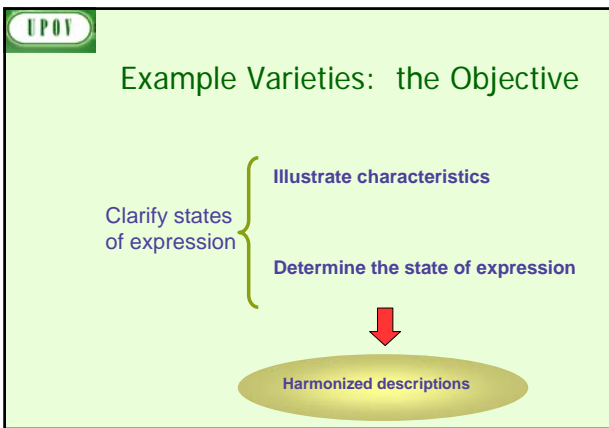 UPOV
Example Varieties: the Objective
Illustrate characteristics
Clarify states
of expression
Determine the state of expression
Harmonized descriptions